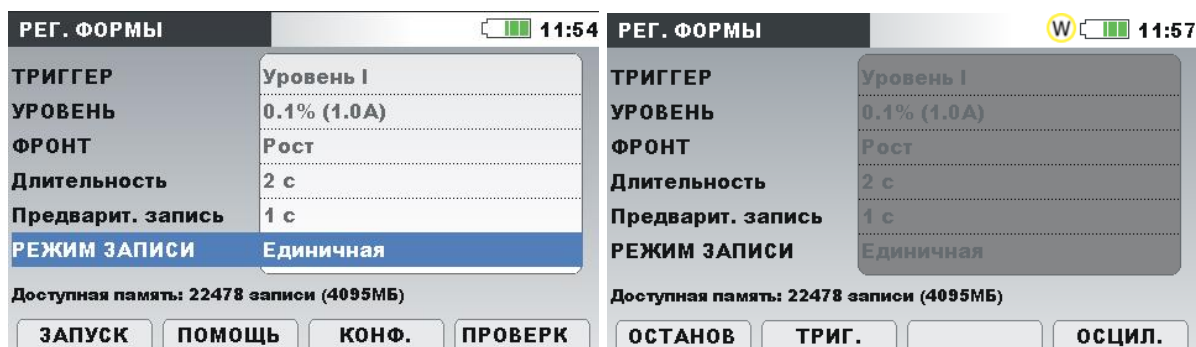 РЕГ. ФОРМЫ 11:54
ТРИГГЕР Уровень I
УРОВЕНЬ 0.1% (1.0А)
ФРОНТ Рост
Длительность 2 с
Предварит. запись 1 с
РЕЖИМ ЗАПИСИ Единичная
Доступная память: 22478 записи (4095МБ)
ЗАПУСК ПОМОЩЬ КОНФ. ПРОВЕРК
РЕГ. ФОРМЫ W 11:57
ТРИГГЕР Уровень I
УРОВЕНЬ 0.1% (1.0А)
ФРОНТ Рост
Длительность 2 с
Предварит. запись 1 с
РЕЖИМ ЗАПИСИ Единичная
Доступная память: 22478 записи (4095МБ)
ОСТАНОВ ТРИГ. ОСЦИЛ.